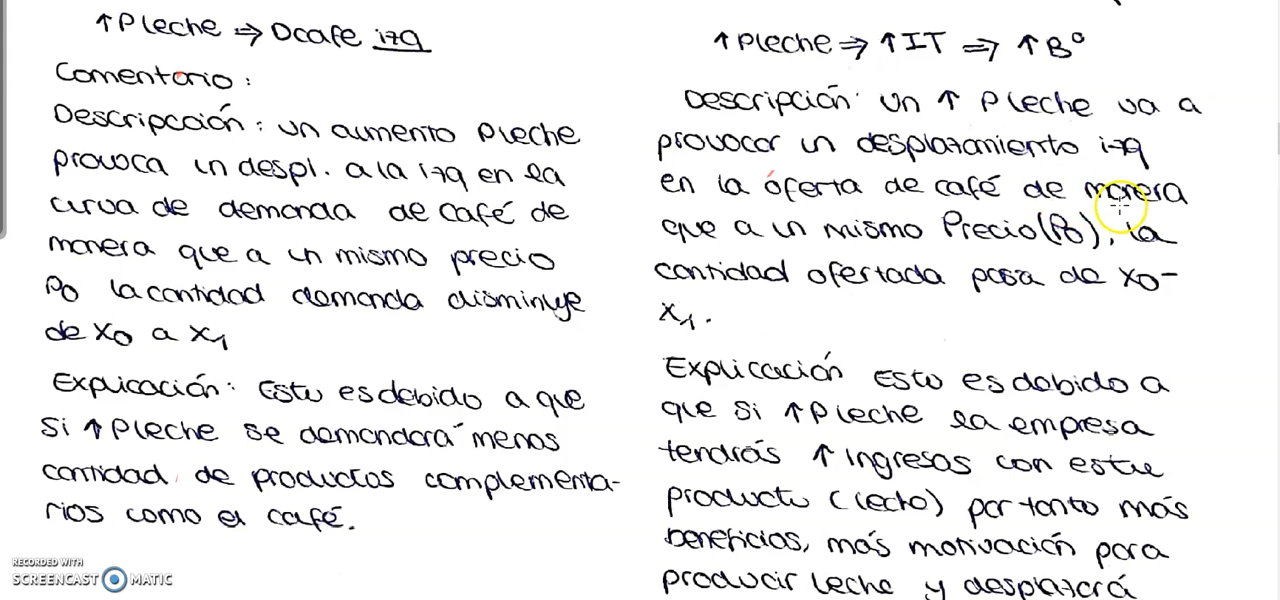 ↑ Pleche ⇒ Dcafe izq
Comentario :
Descripción : un aumento Pleche
provoca un despl. a la izq en la
curva de demanda de café de
manera que a un mismo precio
Po la cantidad demanda disminuye
de x0 a x1
Explicación : Esto es debido a que
si ↑ Pleche se demandará menos
cantidad de productos complementa-
rios como el café.
RECORDED WITH
SCREENCAST MATIC
↑ Pleche ⇒ ↑ IT ⇒ ↑ Bº
Descripción : un ↑ Pleche va a
provocar un desplazamiento izq
en la oferta de café de manera
que a un mismo Precio (Po), la
cantidad ofertada pasa de x0 -
x1.
Explicación Esto es debido a
que si ↑ Pleche la empresa
tendrás ↑ ingresos con este
producto (lecho) por tanto más
beneficios, más motivación para
producir leche y desplazará